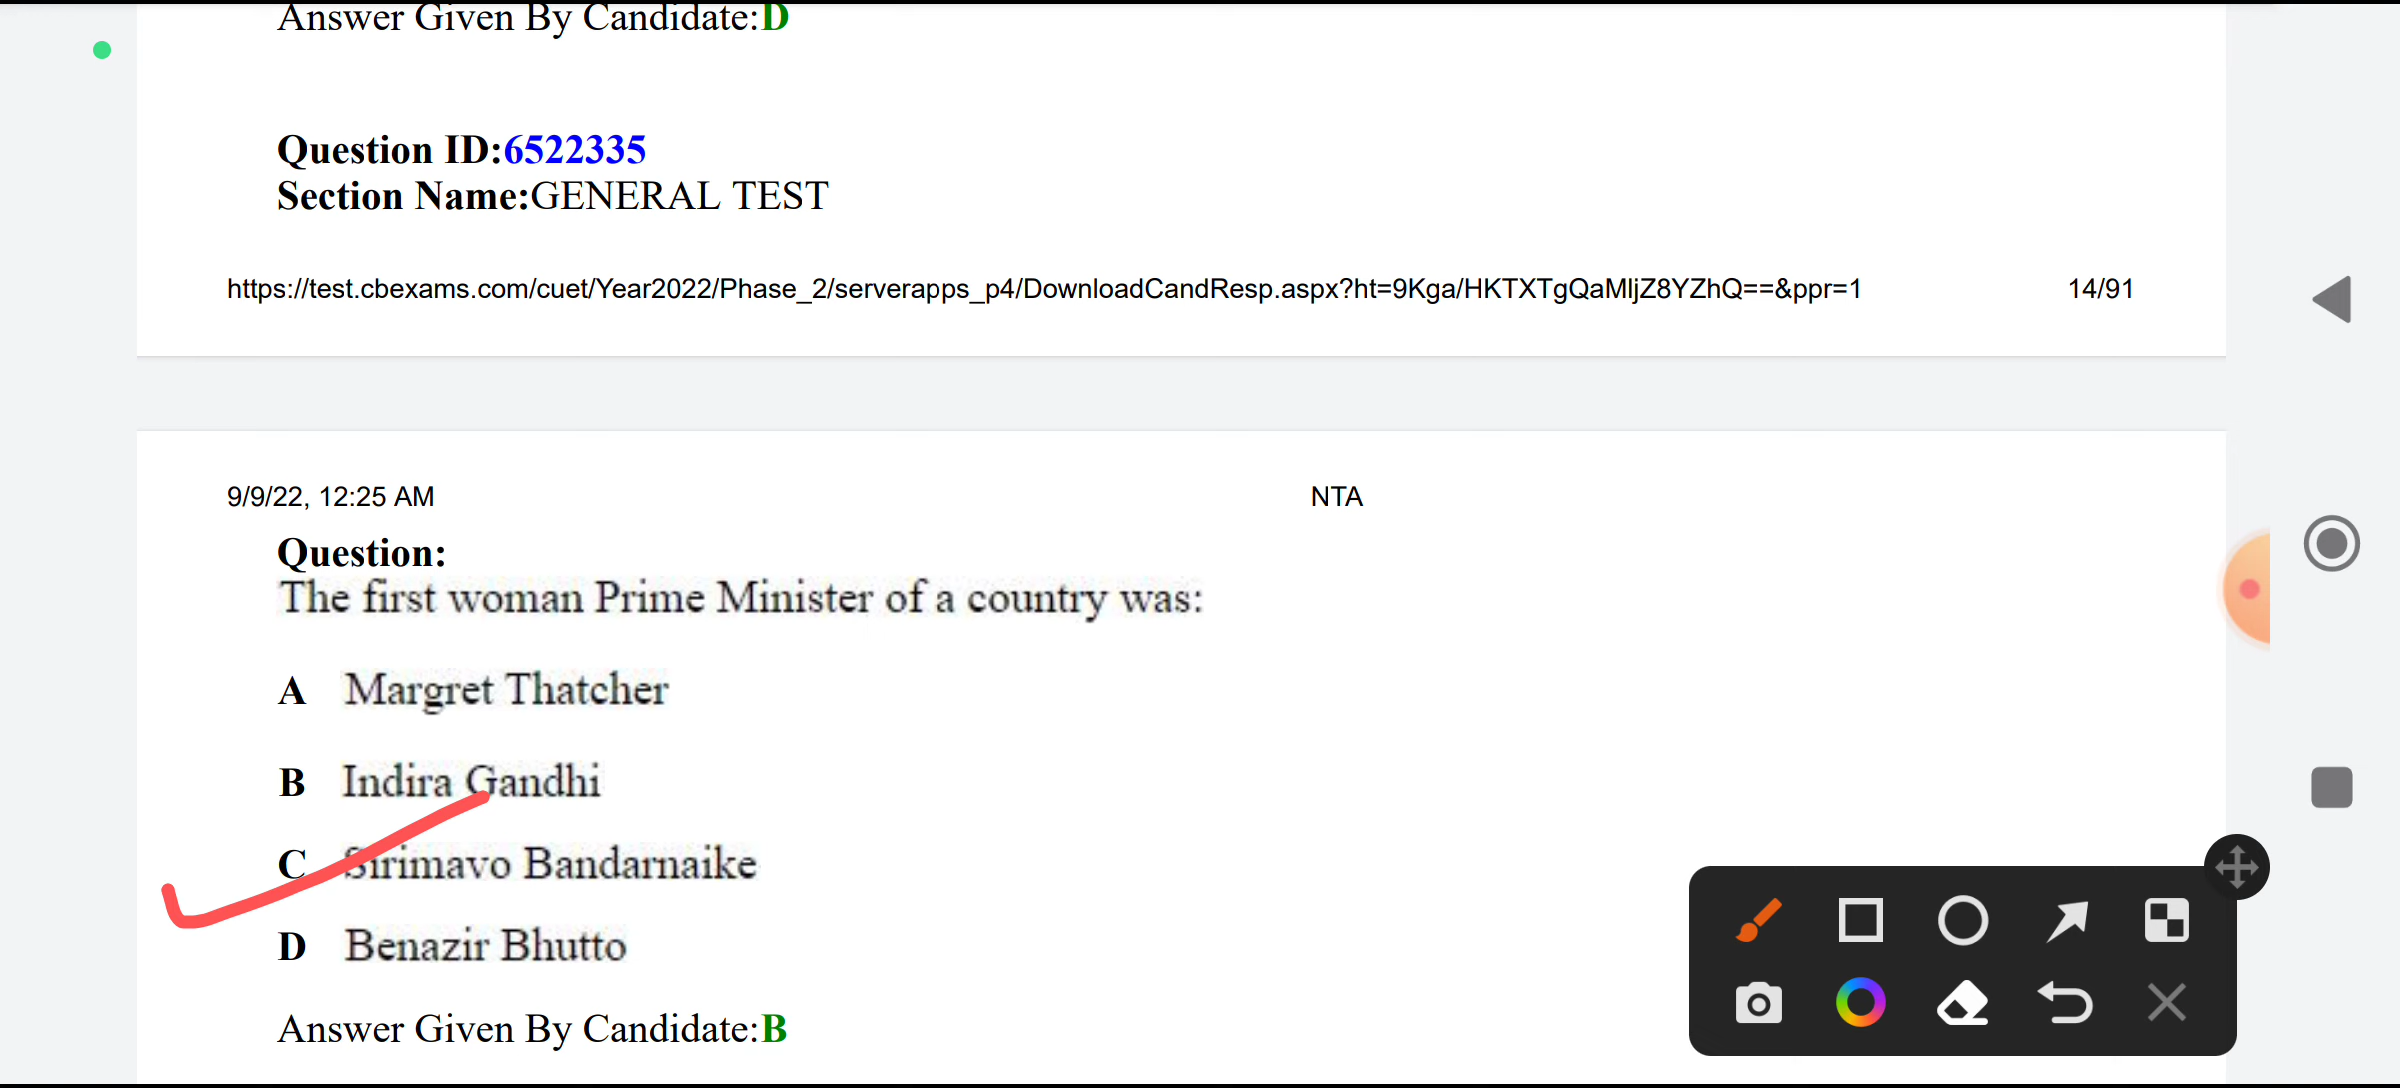 Answer Given By Candidate:D
Question ID:6522335
Section Name:GENERAL TEST
https://test.cbexams.com/cuet/Year2022/Phase_2/serverapps_p4/DownloadCandResp.aspx?ht=9Kga/HKTXTgQaMljZ8YZhQ==&ppr=1 14/91
9/9/22, 12:25 AM NTA
Question:
The first woman Prime Minister of a country was:
A Margret Thatcher
B Indira Gandhi
C Sirimavo Bandarnaike
D Benazir Bhutto
Answer Given By Candidate:B